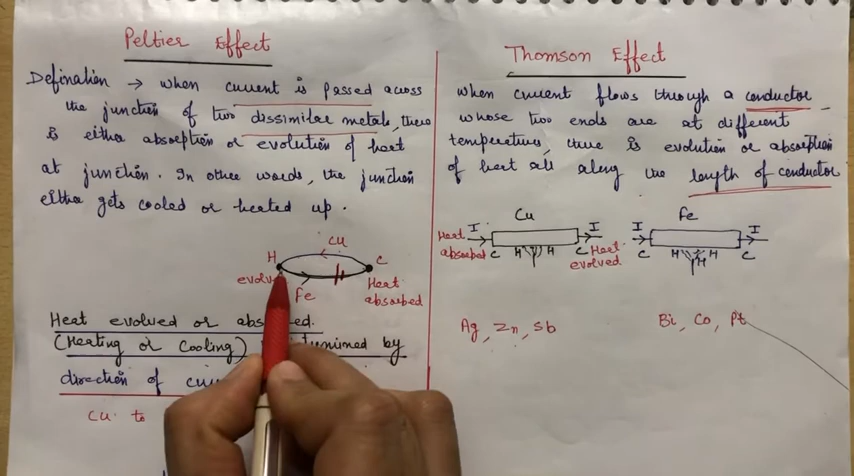 Peltier Effect
Defination → when current is passed across
the junction of two dissimilar metals, there
is either absorption or evolution of heat
at junction. In other words, the junction
either gets cooled or heated up.
Cu
H
C
evolved
Fe
Heat
absorbed
Heat evolved or absorbed.
(Heating or Cooling) by
direction of
Cu to
Thomson Effect
when current flows through a conductor
whose two ends are at different
temperatures, there is evolution or absorption
of heat all along the length of conductor
Cu
Fe
Heat I I I I
absorbed C H H C Heat C H H C
evolved H
Ag, Zn, Sb
Bi, Co, Pt